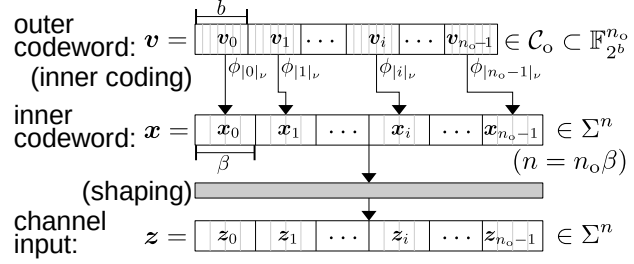 b
outer codeword: v = v_0 v_1 ... v_i ... v_{n_o-1} ∈ C_o ⊂ F_{2^b}^{n_o}
(inner coding) ϕ_{|0|_ν} ϕ_{|1|_ν} ϕ_{|i|_ν} ϕ_{|n_o-1|_ν}
inner codeword: x = x_0 x_1 ... x_i ... x_{n_o-1} ∈ Σ^n
β (n = n_oβ)
(shaping)
channel input: z = z_0 z_1 ... z_i ... z_{n_o-1} ∈ Σ^n